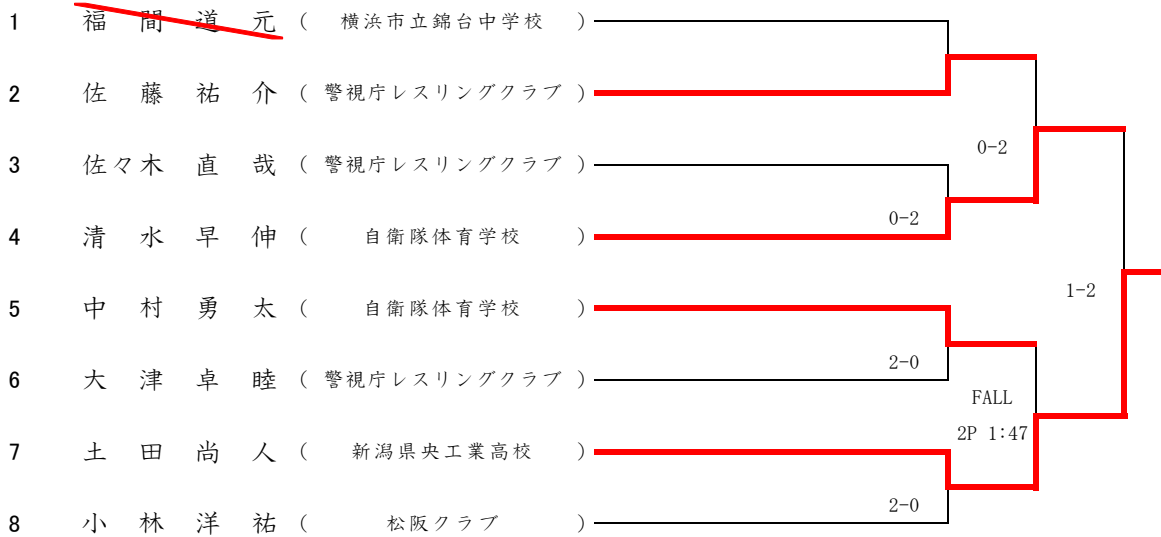 1 福間道元 ( 横浜市立錦台中学校 )
2 佐藤祐介 ( 警視庁レスリングクラブ )
0-2
3 佐々木直哉 ( 警視庁レスリングクラブ )
0-2
4 清水早伸 ( 自衛隊体育学校 )
1-2
5 中村勇太 ( 自衛隊体育学校 )
2-0
6 大津卓睦 ( 警視庁レスリングクラブ )
FALL
2P 1:47
7 土田尚人 ( 新潟県央工業高校 )
2-0
8 小林洋祐 ( 松阪クラブ )